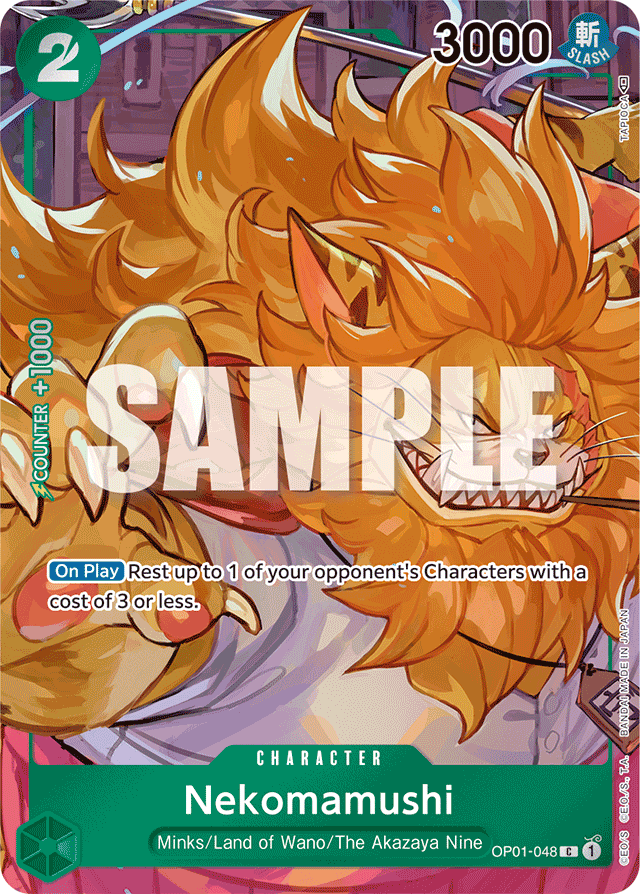 2
3000
斬
SLASH
TAPIOCA
COUNTER +1000
SAMPLE
On Play Rest up to 1 of your opponent's Characters with a
cost of 3 or less.
CHARACTER
Nekomamushi
Minks/Land of Wano/The Akazaya Nine
OP01-048 C 1
©E.O/S ©E.O./S., T.A. BANDAI MADE IN JAPAN